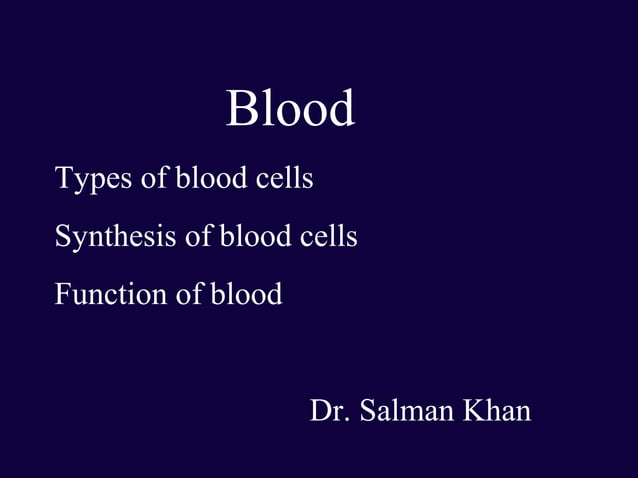 Blood
Types of blood cells
Synthesis of blood cells
Function of blood
Dr. Salman Khan